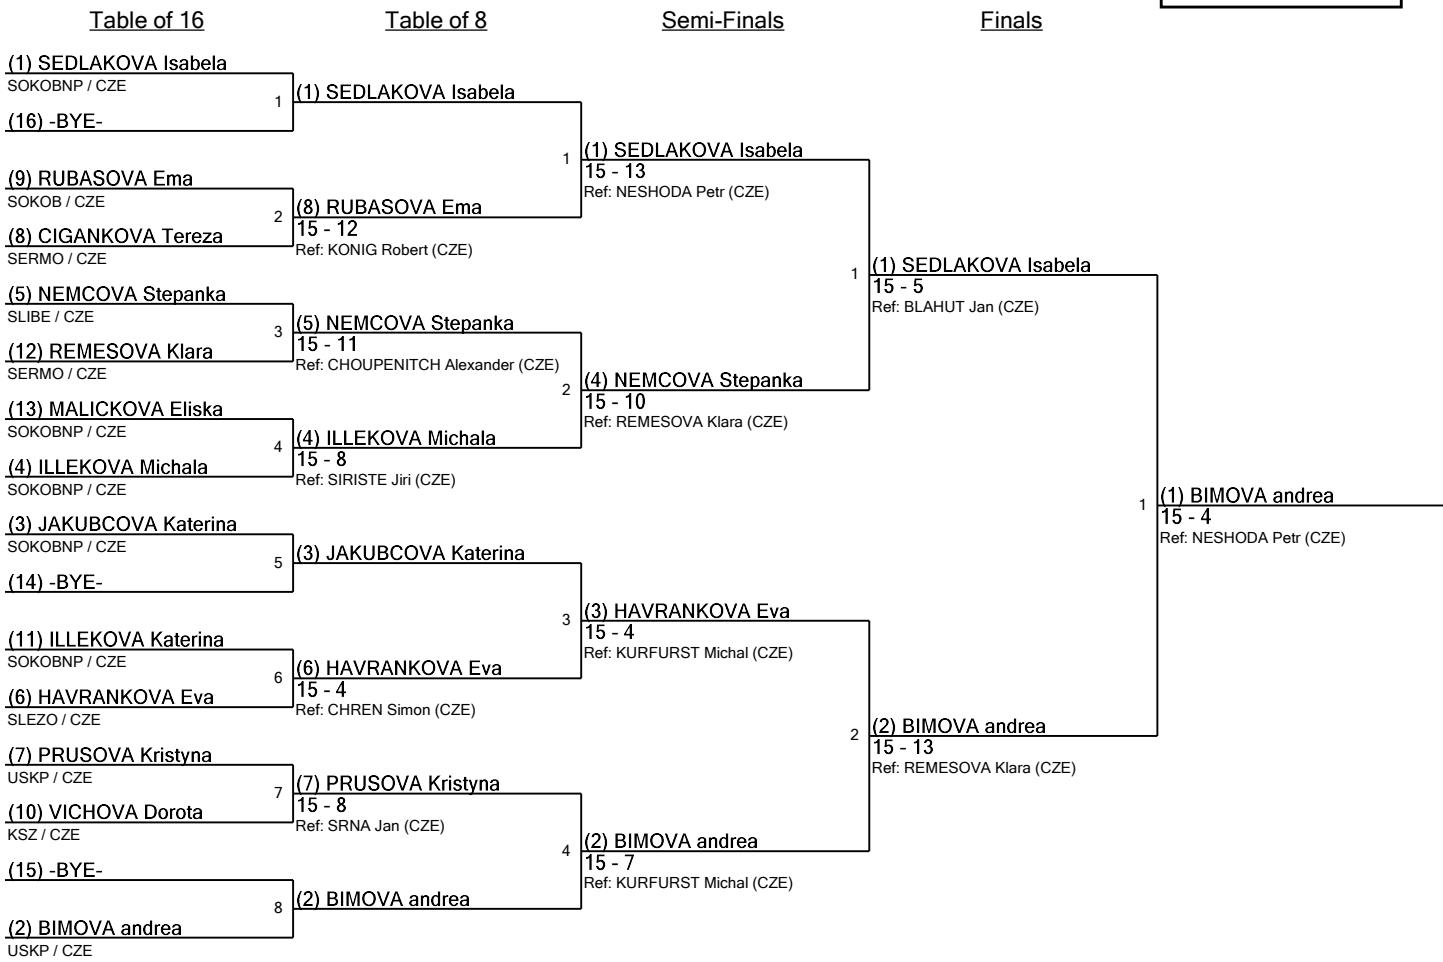 Table of 16
Table of 8
Semi-Finals
Finals
(1) SEDLAKOVA Isabela
SOKOBNP / CZE
1
(16) -BYE-
(9) RUBASOVA Ema
SOKOB / CZE
2
(8) CIGANKOVA Tereza
SERMO / CZE
(5) NEMCOVA Stepanka
SLIBE / CZE
3
(12) REMESOVA Klara
SERMO / CZE
(13) MALICKOVA Eliska
SOKOBNP / CZE
4
(4) ILLEKOVA Michala
SOKOBNP / CZE
(3) JAKUBCOVA Katerina
SOKOBNP / CZE
5
(14) -BYE-
(11) ILLEKOVA Katerina
SOKOBNP / CZE
6
(6) HAVRANKOVA Eva
SLEZO / CZE
(7) PRUSOVA Kristyna
USKP / CZE
7
(10) VICHOVA Dorota
KSZ / CZE
(15) -BYE-
8
(2) BIMOVA andrea
USKP / CZE
(1) SEDLAKOVA Isabela
1
(8) RUBASOVA Ema
15 - 12
Ref: KONIG Robert (CZE)
(5) NEMCOVA Stepanka
15 - 11
Ref: CHOUPENITCH Alexander (CZE)
2
(4) ILLEKOVA Michala
15 - 8
Ref: SIRISTE Jiri (CZE)
(3) JAKUBCOVA Katerina
3
(6) HAVRANKOVA Eva
15 - 4
Ref: CHREN Simon (CZE)
(7) PRUSOVA Kristyna
15 - 8
Ref: SRNA Jan (CZE)
4
(2) BIMOVA andrea
(1) SEDLAKOVA Isabela
15 - 13
Ref: NESHODA Petr (CZE)
1
(4) NEMCOVA Stepanka
15 - 10
Ref: REMESOVA Klara (CZE)
(3) HAVRANKOVA Eva
15 - 4
Ref: KURFURST Michal (CZE)
2
(2) BIMOVA andrea
15 - 7
Ref: KURFURST Michal (CZE)
(1) SEDLAKOVA Isabela
15 - 5
Ref: BLAHUT Jan (CZE)
1
(2) BIMOVA andrea
15 - 13
Ref: REMESOVA Klara (CZE)
(1) BIMOVA andrea
15 - 4
Ref: NESHODA Petr (CZE)